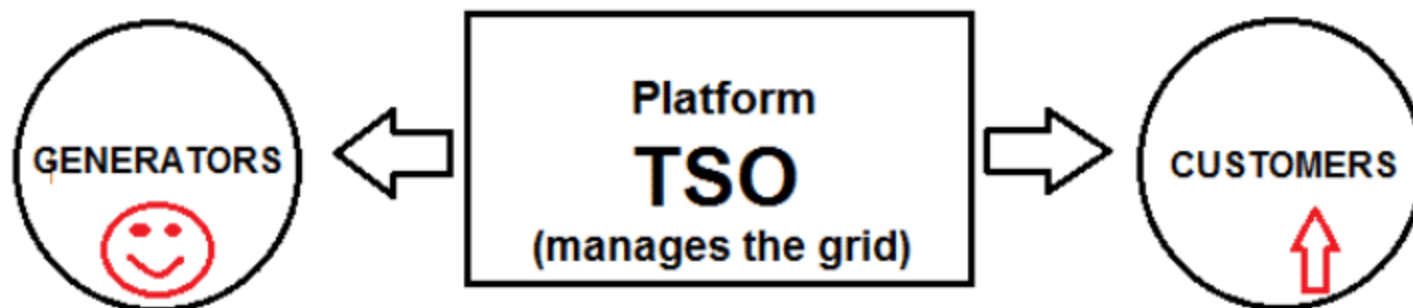 GENERATORS
Platform
TSO
(manages the grid)
CUSTOMERS